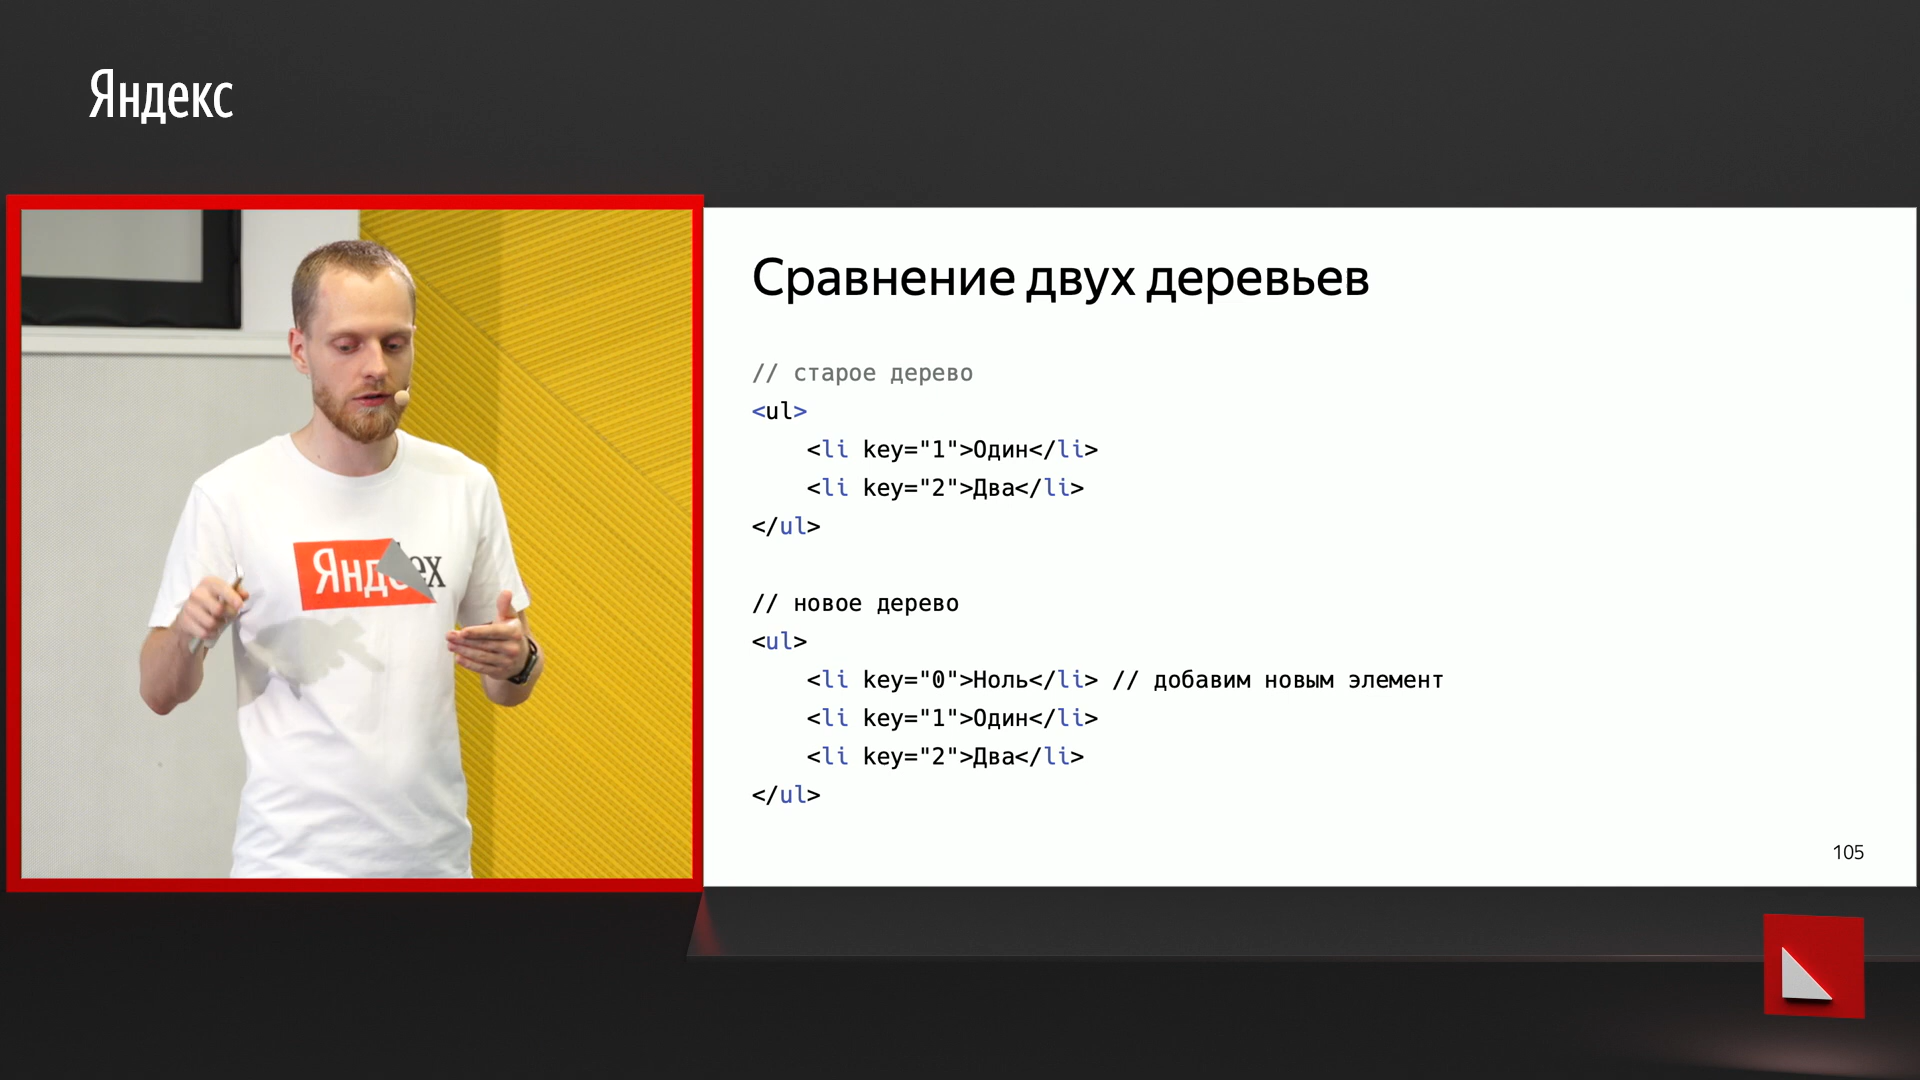 Яндекс
Яндex
Сравнение двух деревьев
// старое дерево
<ul>
    <li key="1">Один</li>
    <li key="2">Два</li>
</ul>
// новое дерево
<ul>
    <li key="0">Ноль</li> // добавим новым элемент
    <li key="1">Один</li>
    <li key="2">Два</li>
</ul>
105